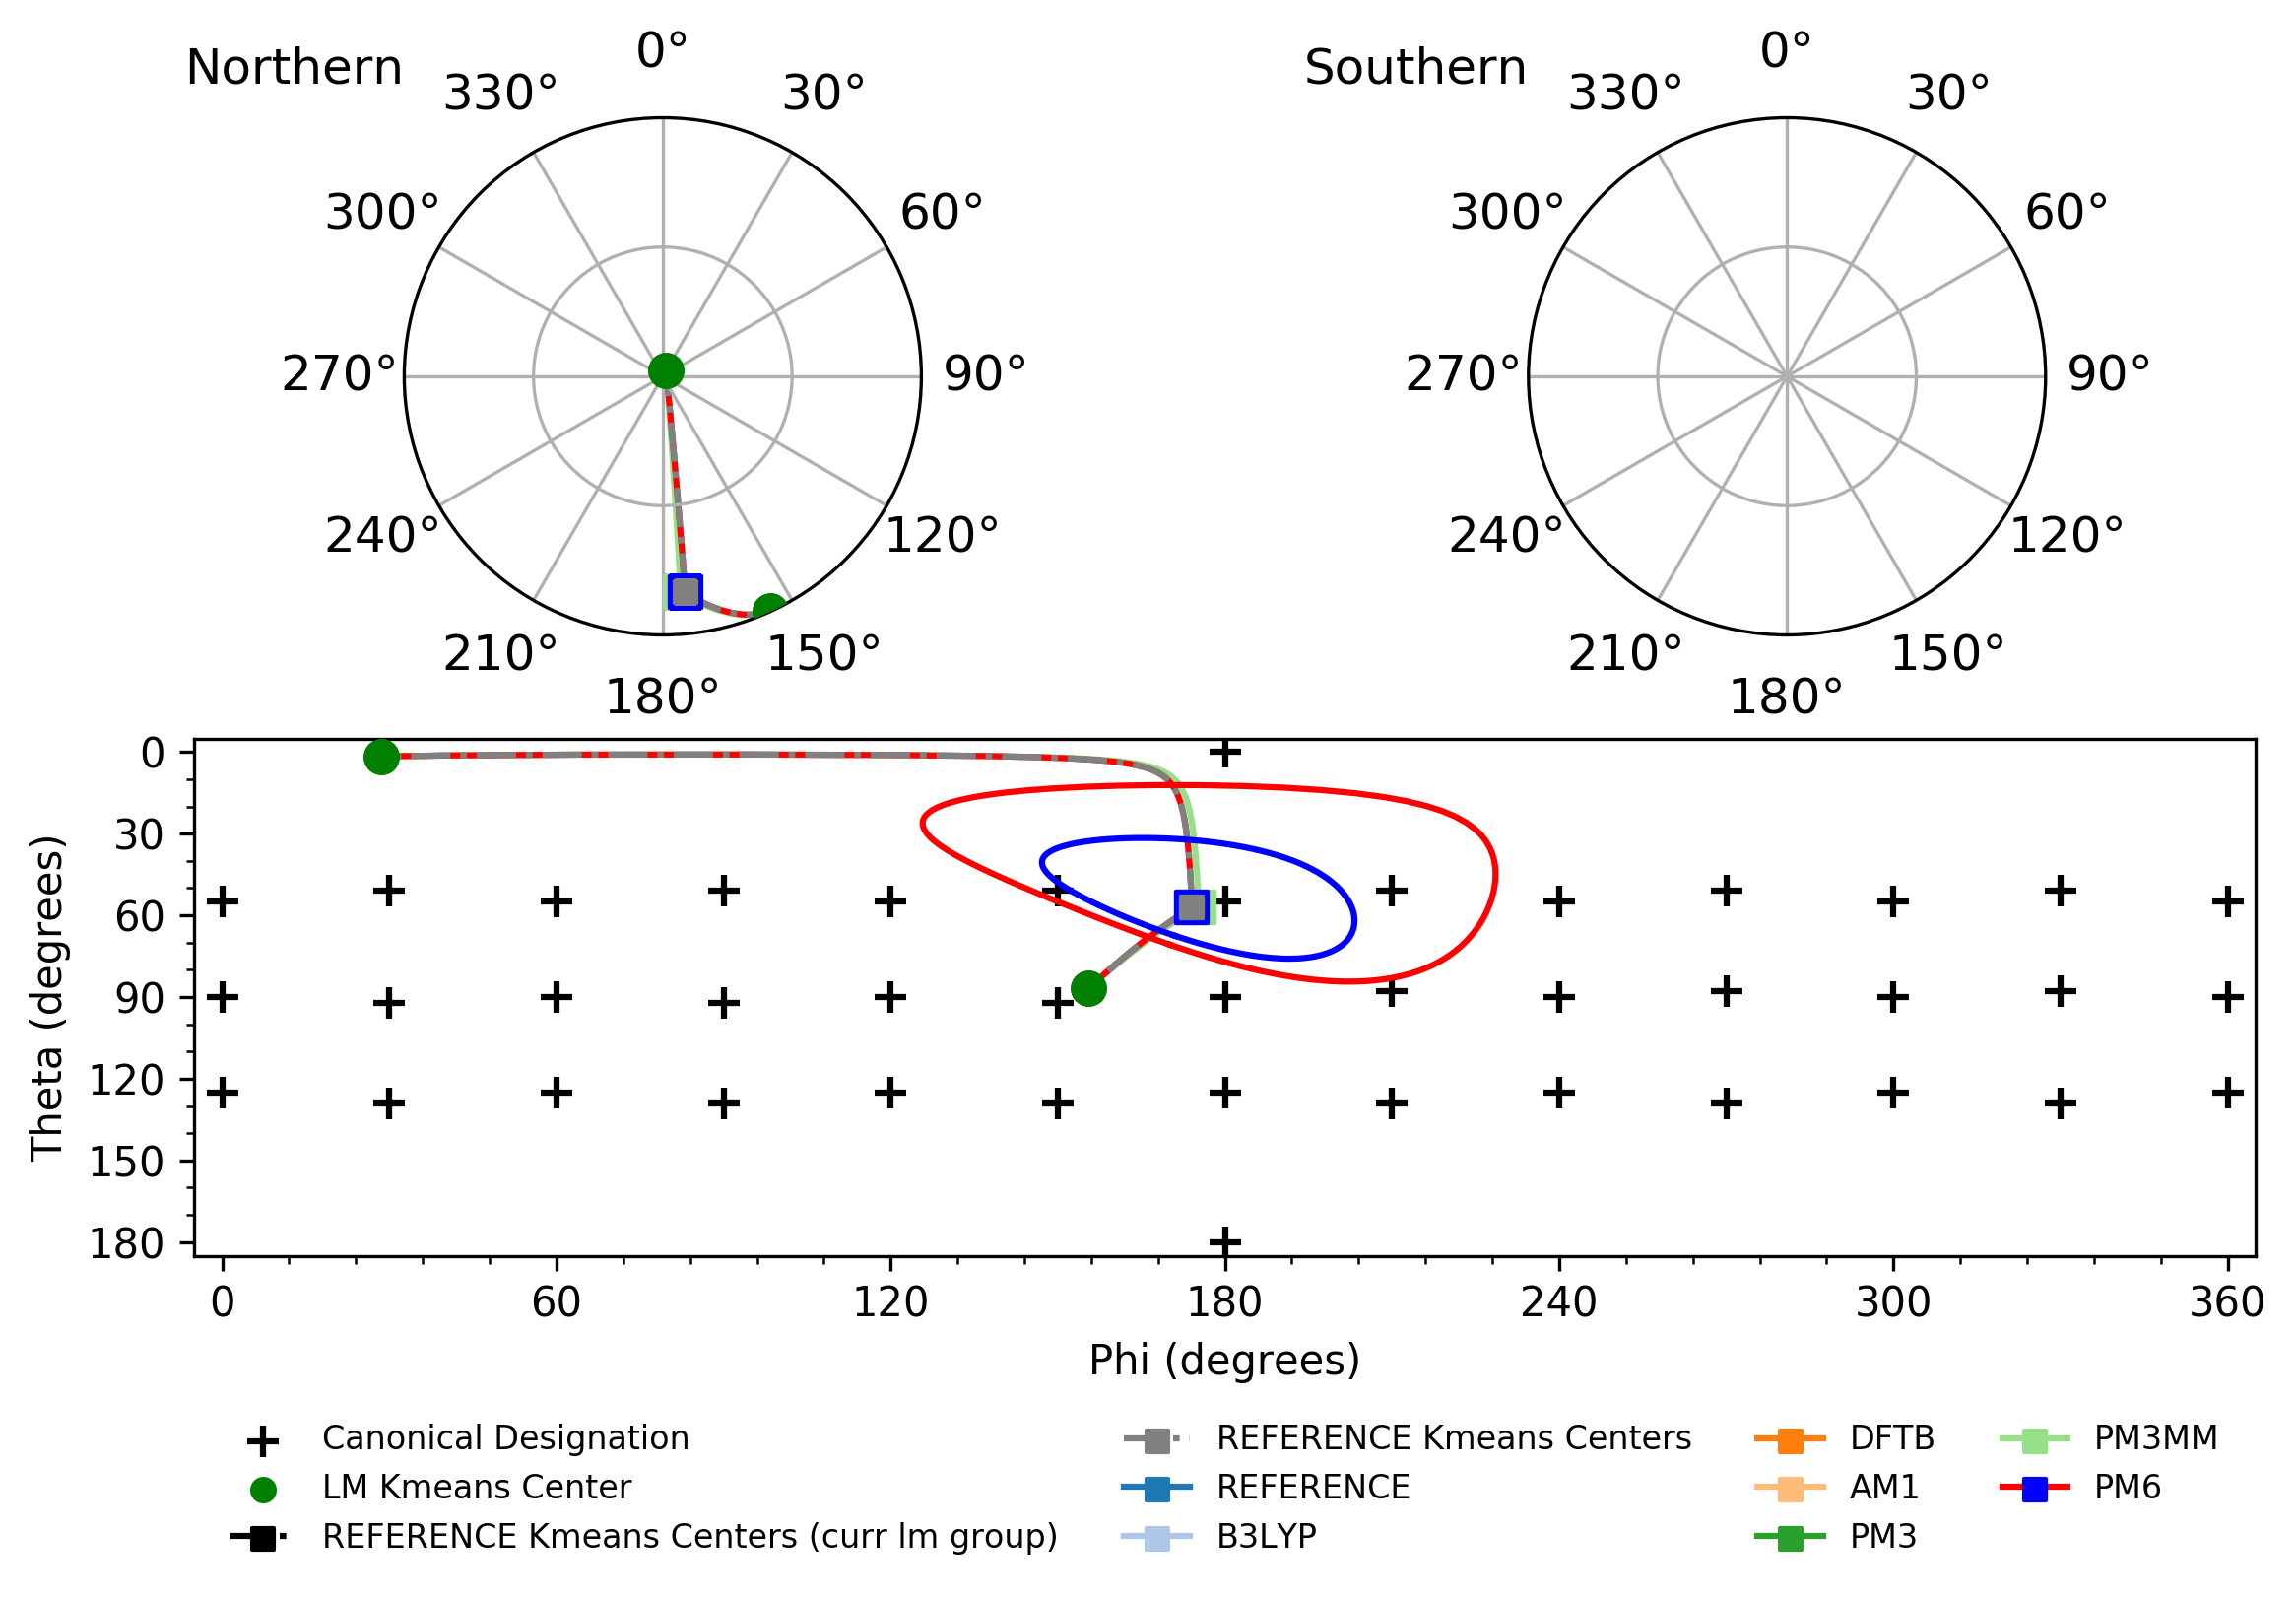 Northern
0°
30°
60°
90°
120°
150°
180°
210°
240°
270°
300°
330°
Southern
0°
30°
60°
90°
120°
150°
180°
210°
240°
270°
300°
330°
Theta (degrees)
0
30
60
90
120
150
180
0 60 120 180 240 300 360
Phi (degrees)
Canonical Designation
LM Kmeans Center
REFERENCE Kmeans Centers (curr lm group)
REFERENCE Kmeans Centers
REFERENCE
B3LYP
DFTB
AM1
PM3
PM3MM
PM6